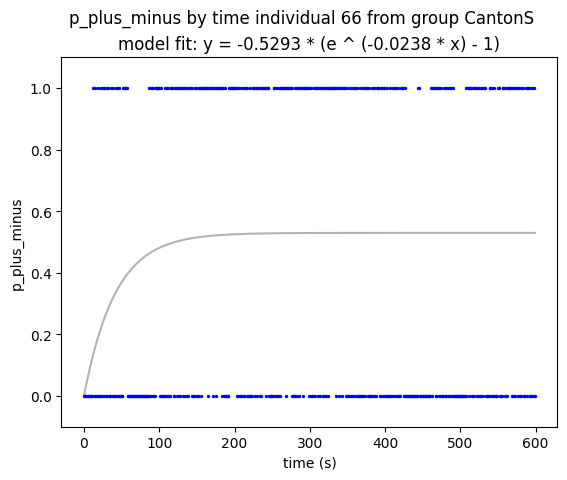 p_plus_minus by time individual 66 from group CantonS
model fit: y = -0.5293 * (e ^ (-0.0238 * x) - 1)
1.0
0.8
0.6
0.4
0.2
0.0
p_plus_minus
0 100 200 300 400 500 600
time (s)